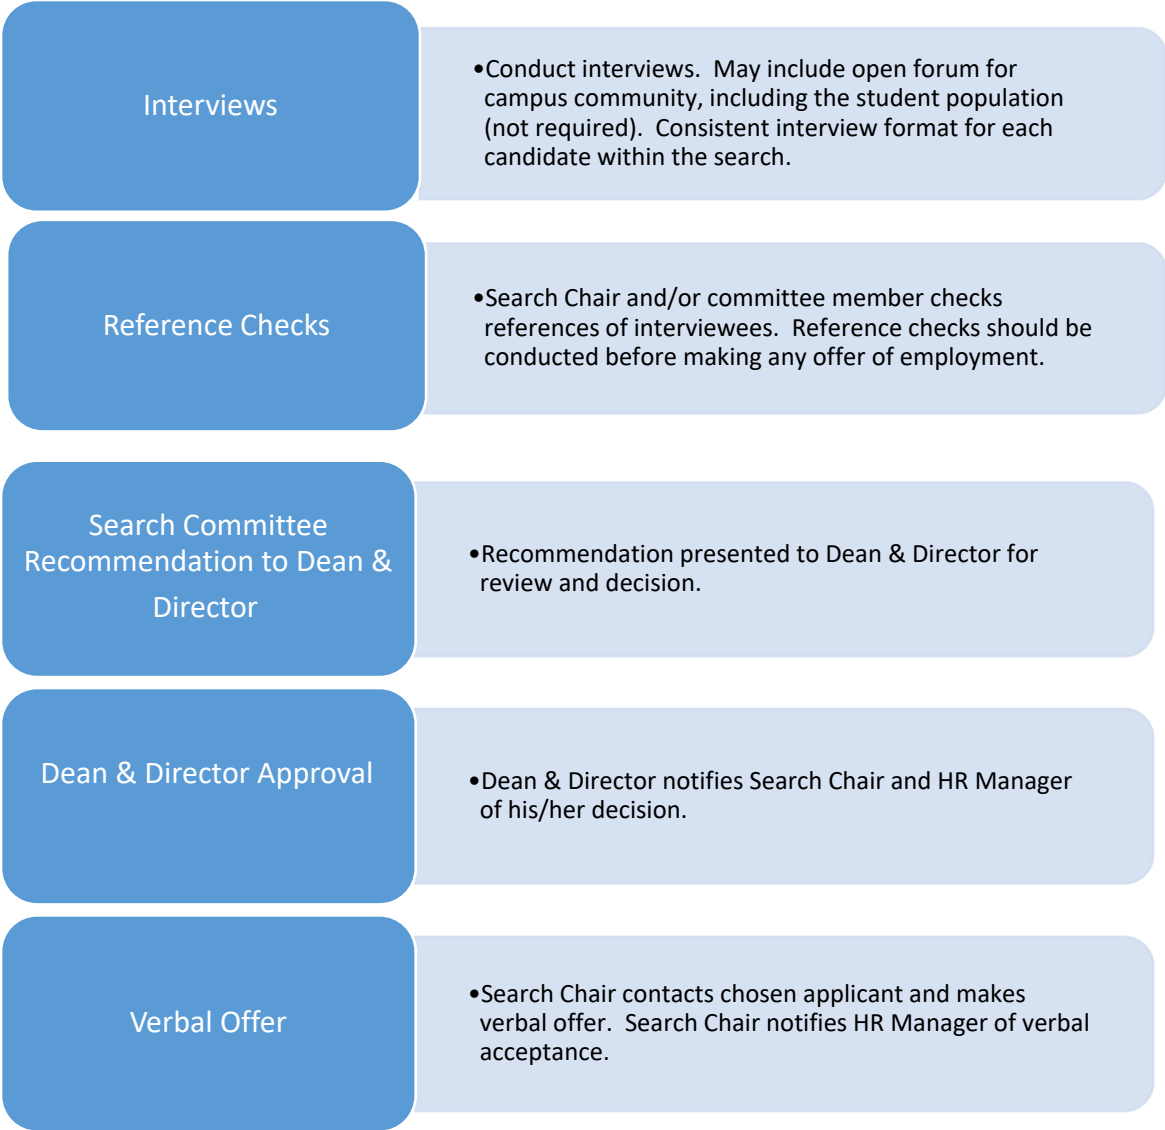 Interviews
•Conduct interviews.  May include open forum for
campus community, including the student population
(not required).  Consistent interview format for each
candidate within the search.
Reference Checks
•Search Chair and/or committee member checks
references of interviewees.  Reference checks should be
conducted before making any offer of employment.
Search Committee
Recommendation to Dean &
Director
•Recommendation presented to Dean & Director for
review and decision.
Dean & Director Approval
•Dean & Director notifies Search Chair and HR Manager
of his/her decision.
Verbal Offer
•Search Chair contacts chosen applicant and makes
verbal offer.  Search Chair notifies HR Manager of verbal
acceptance.